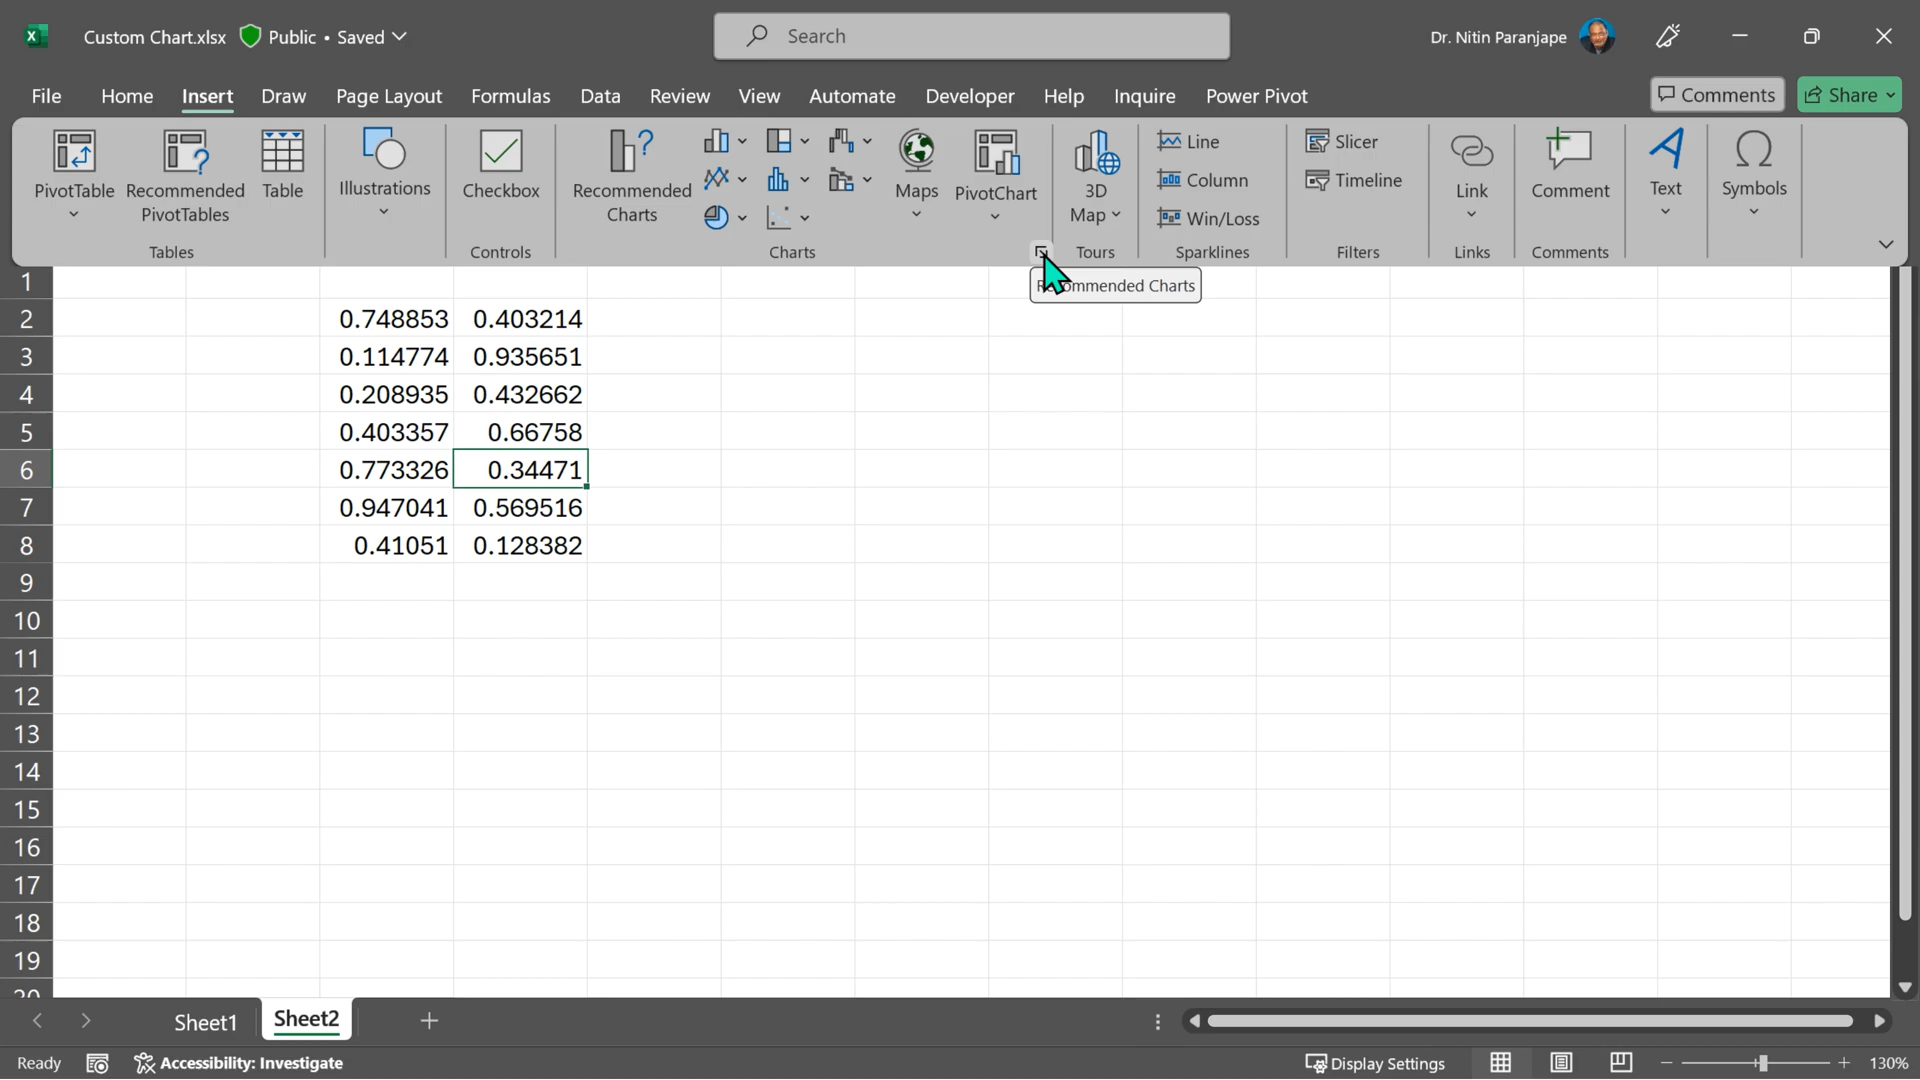 Custom Chart.xlsx Public • Saved
Search
Dr. Nitin Paranjape
File Home Insert Draw Page Layout Formulas Data Review View Automate Developer Help Inquire Power Pivot
Comments Share
PivotTable
Recommended
PivotTables
Table
Tables
Illustrations
Checkbox
Controls
Recommended
Charts
Maps
PivotChart
Charts
3D
Map
Tours
Line
Column
Win/Loss
Sparklines
Slicer
Timeline
Filters
Link
Links
Comment
Comments
Text
Symbols
Recommended Charts
1
2 0.748853 0.403214
3 0.114774 0.935651
4 0.208935 0.432662
5 0.403357 0.66758
6 0.773326 0.34471
7 0.947041 0.569516
8 0.41051 0.128382
9
10
11
12
13
14
15
16
17
18
19
20
Sheet1 Sheet2
Ready Accessibility: Investigate Display Settings 130%